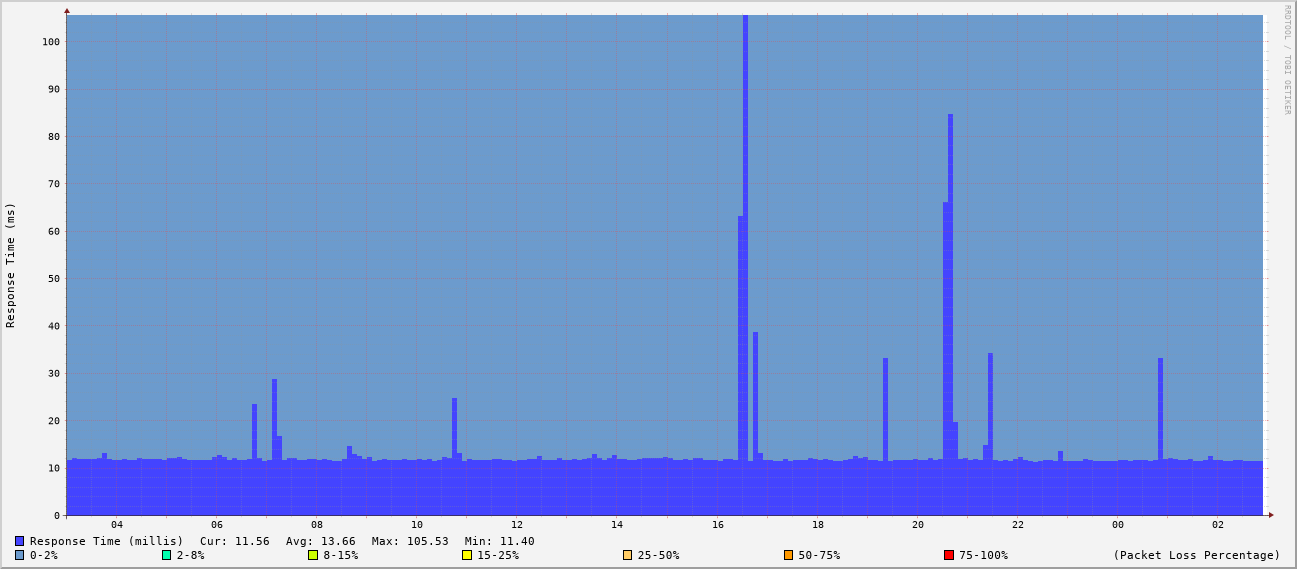 RRDTOOL / TOBI OETIKER
Response Time (ms)
100
90
80
70
60
50
40
30
20
10
0
04 06 08 10 12 14 16 18 20 22 00 02
Response Time (millis) Cur: 11.56 Avg: 13.66 Max: 105.53 Min: 11.40
0-2% 2-8% 8-15% 15-25% 25-50% 50-75% 75-100% (Packet Loss Percentage)